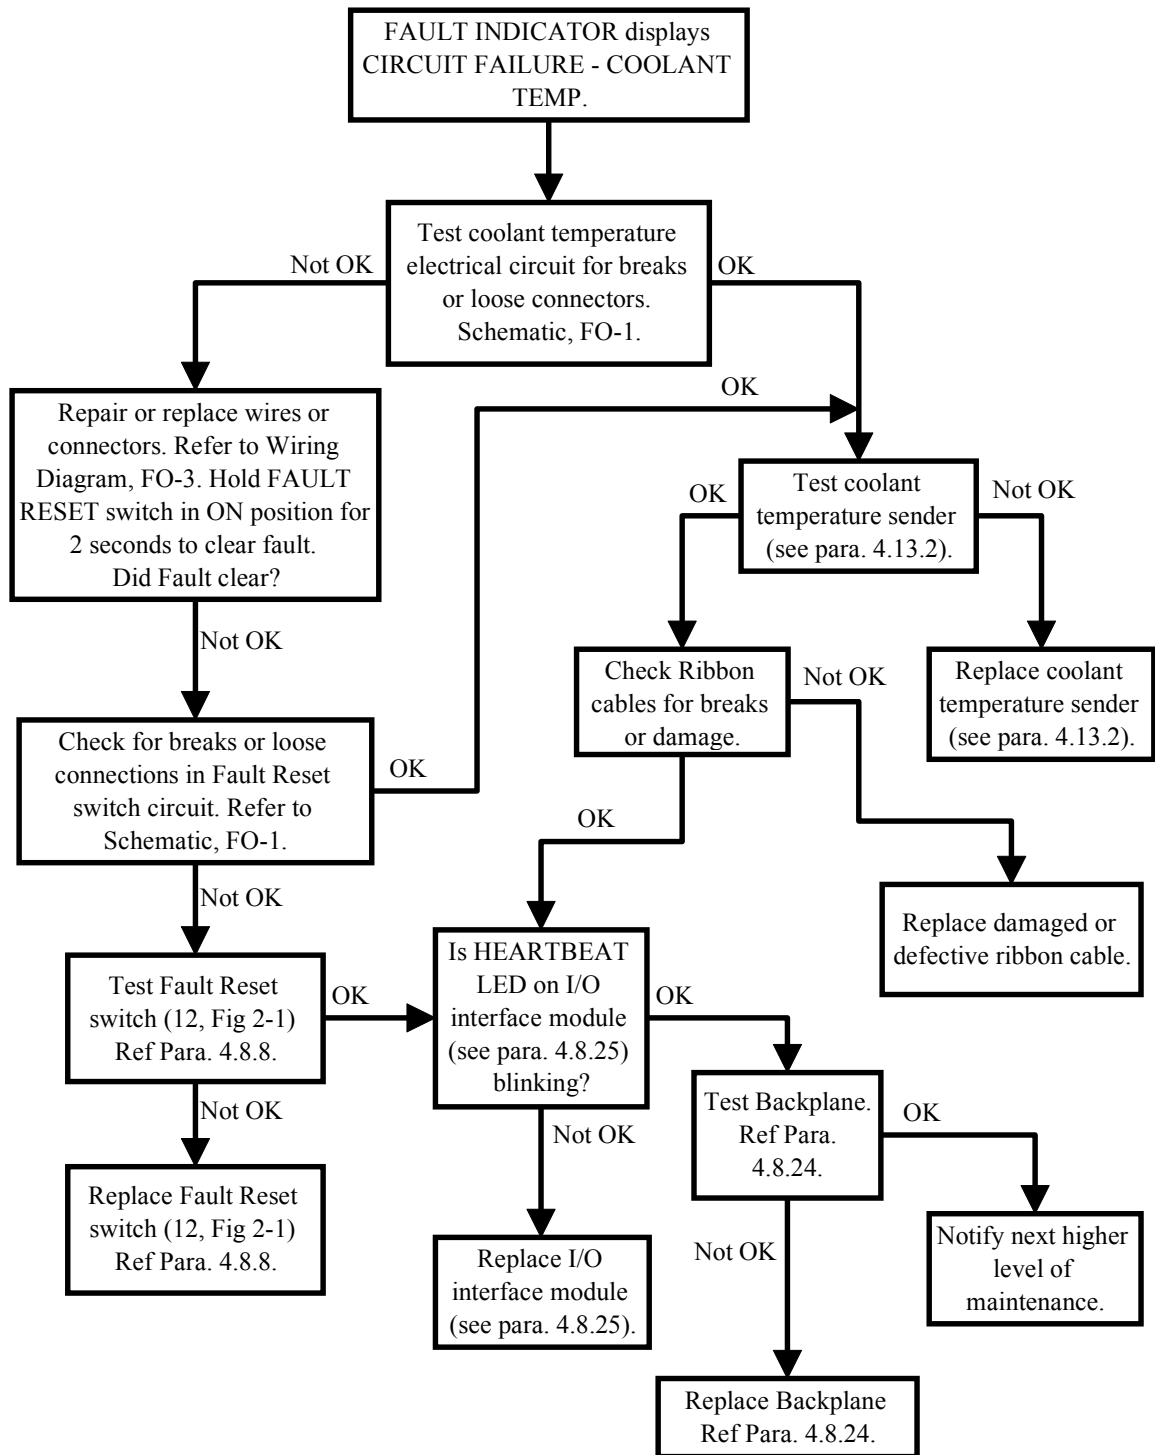 FAULT INDICATOR displays
CIRCUIT FAILURE - COOLANT
TEMP.
Test coolant temperature
electrical circuit for breaks
or loose connectors.
Schematic, FO-1.
Not OK
OK
Repair or replace wires or
connectors. Refer to Wiring
Diagram, FO-3. Hold FAULT
RESET switch in ON position for
2 seconds to clear fault.
Did Fault clear?
OK
Test coolant
temperature sender
(see para. 4.13.2).
OK
Not OK
Not OK
Check Ribbon
cables for breaks
or damage.
Not OK
Replace coolant
temperature sender
(see para. 4.13.2).
Check for breaks or loose
connections in Fault Reset
switch circuit. Refer to
Schematic, FO-1.
OK
OK
Not OK
Replace damaged or
defective ribbon cable.
Test Fault Reset
switch (12, Fig 2-1)
Ref Para. 4.8.8.
OK
Is HEARTBEAT
LED on I/O
interface module
(see para. 4.8.25)
blinking?
OK
Not OK
Not OK
Test Backplane.
Ref Para.
4.8.24.
OK
Replace Fault Reset
switch (12, Fig 2-1)
Ref Para. 4.8.8.
Replace I/O
interface module
(see para. 4.8.25).
Not OK
Notify next higher
level of
maintenance.
Replace Backplane
Ref Para. 4.8.24.